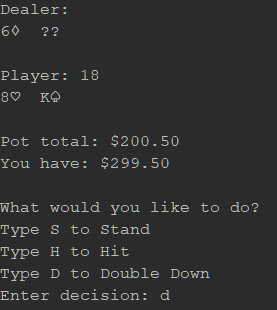 Dealer:
6♢  ??
Player: 18
8♡  K♤
Pot total: $200.50
You have: $299.50
What would you like to do?
Type S to Stand
Type H to Hit
Type D to Double Down
Enter decision: d